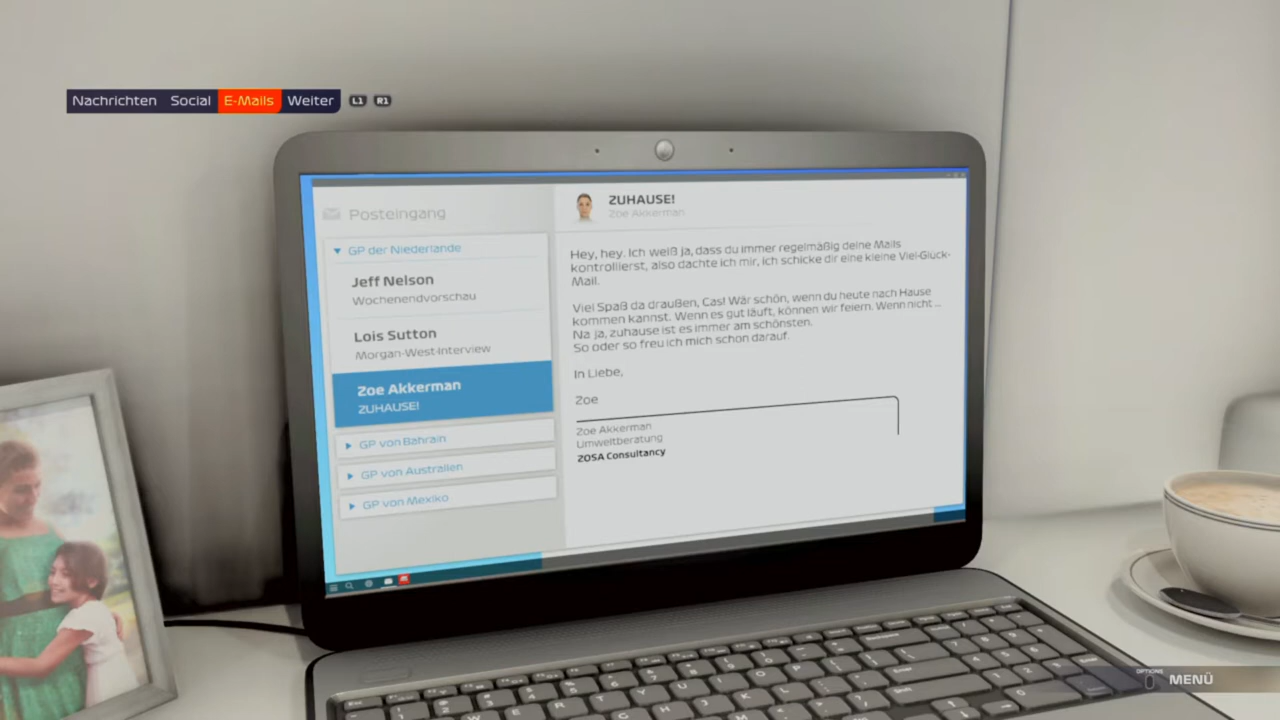 Nachrichten Social E-Mails Weiter L1 R1
Posteingang
GP der Niederlande
Jeff Nelson
Wochenendvorschau
Lois Sutton
Morgan-West-Interview
Zoe Akkerman
ZUHAUSE!
GP von Bahrain
GP von Australien
GP von Mexiko
ZUHAUSE!
Zoe Akkerman
Hey, hey. Ich weiß ja, dass du immer regelmäßig deine Mails
kontrollierst, also dachte ich mir, ich schicke dir eine kleine Viel-Glück-
Mail.
Viel Spaß da draußen, Cas! Wär schön, wenn du heute nach Hause
kommen kannst. Wenn es gut läuft, können wir feiern. Wenn nicht ...
Na ja, zuhause ist es immer am schönsten.
So oder so freu ich mich schon darauf.
In Liebe,
Zoe
Zoe Akkerman
Umweltberatung
ZOSA Consultancy
OPTIONS
MENÜ